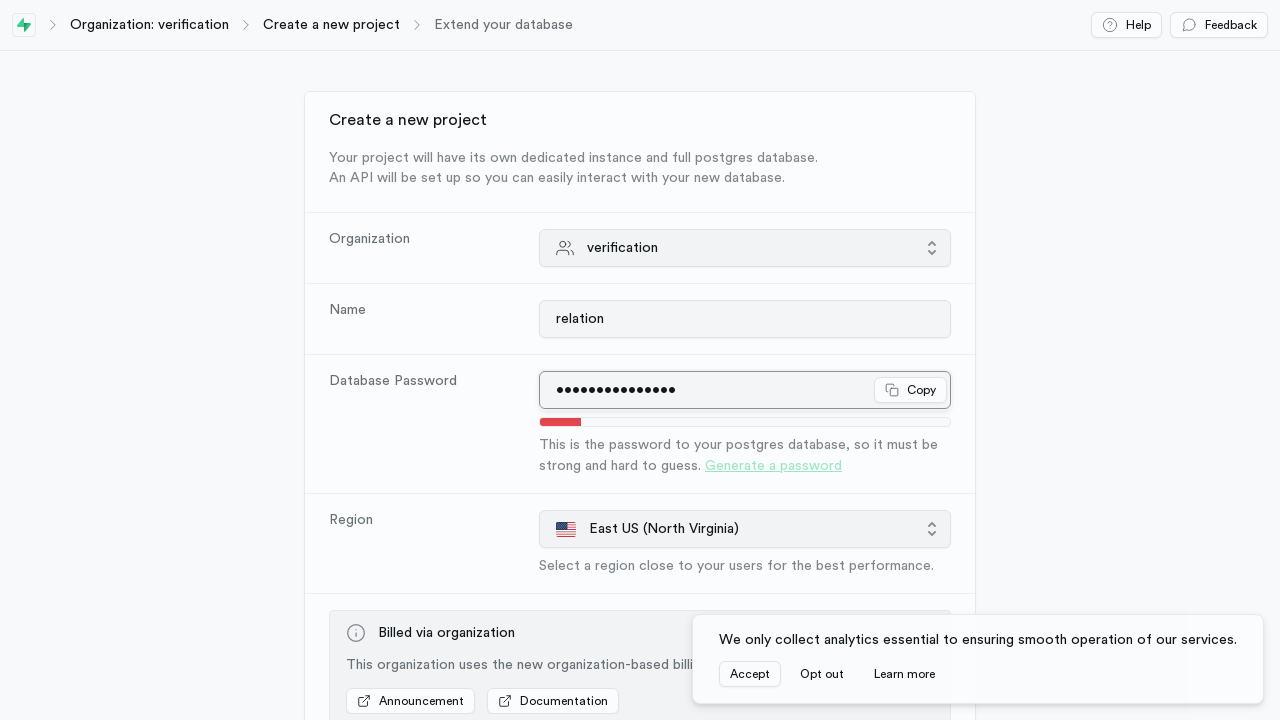 Organization: verification
Create a new project
Extend your database
Help
Feedback
Create a new project
Your project will have its own dedicated instance and full postgres database.
An API will be set up so you can easily interact with your new database.
Organization
verification
Name
relation
Database Password
•••••••••••••••
Copy
This is the password to your postgres database, so it must be
strong and hard to guess. Generate a password
Region
East US (North Virginia)
Select a region close to your users for the best performance.
Billed via organization
This organization uses the new organization-based billi
Announcement
Documentation
We only collect analytics essential to ensuring smooth operation of our services.
Accept
Opt out
Learn more